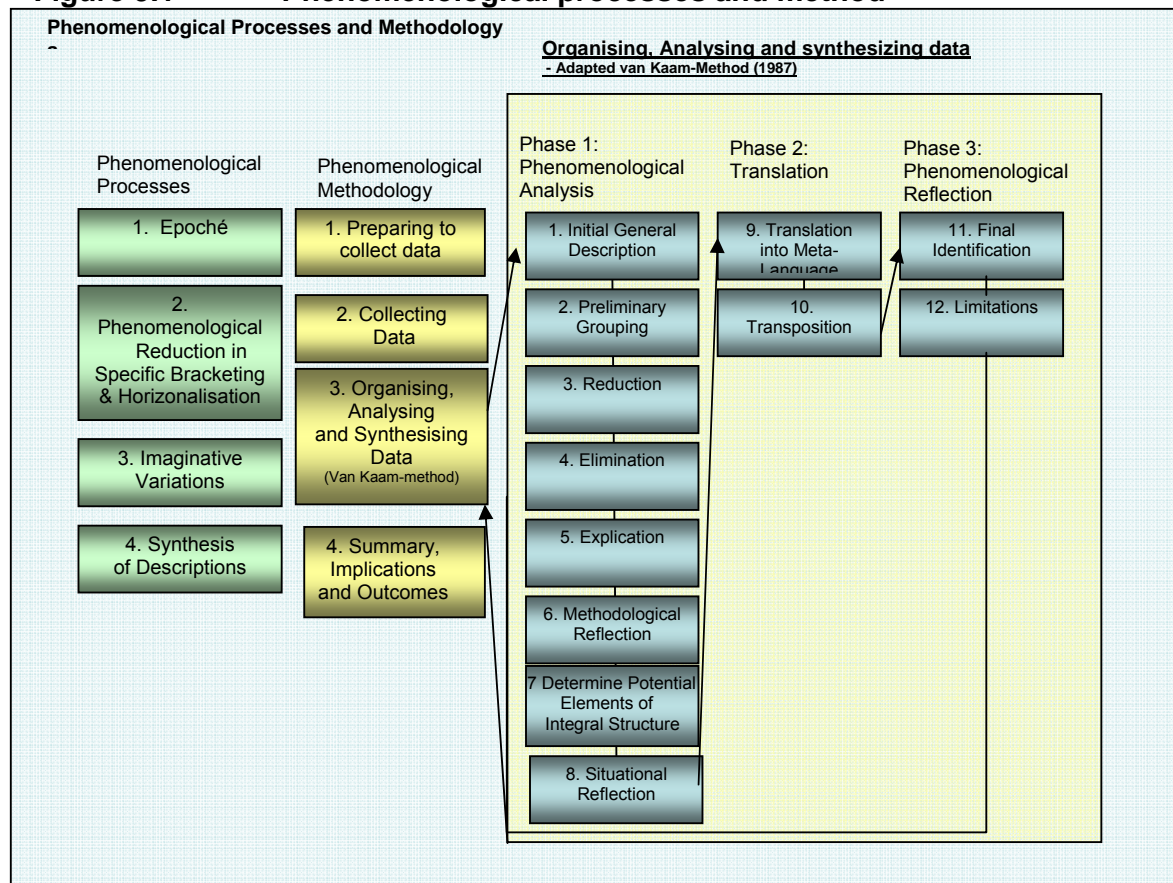 Phenomenological Processes and Methodology
Organising, Analysing and synthesizing data
- Adapted van Kaam-Method (1987)
Phenomenological
Processes
1. Epoché
2.
Phenomenological
Reduction in
Specific Bracketing
& Horizonalisation
3. Imaginative
Variations
4. Synthesis
of Descriptions
Phenomenological
Methodology
1. Preparing to
collect data
2. Collecting
Data
3. Organising,
Analysing
and Synthesising
Data
(Van Kaam-method)
4. Summary,
Implications
and Outcomes
Phase 1:
Phenomenological
Analysis
1. Initial General
Description
2. Preliminary
Grouping
3. Reduction
4. Elimination
5. Explication
6. Methodological
Reflection
7 Determine Potential
Elements of
Integral Structure
8. Situational
Reflection
Phase 2:
Translation
9. Translation
into Meta-
Language
10.
Transposition
Phase 3:
Phenomenological
Reflection
11. Final
Identification
12. Limitations